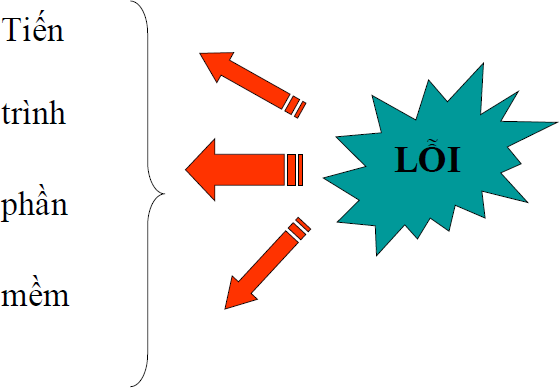 Tiến
trình
phần
mềm
LỖI